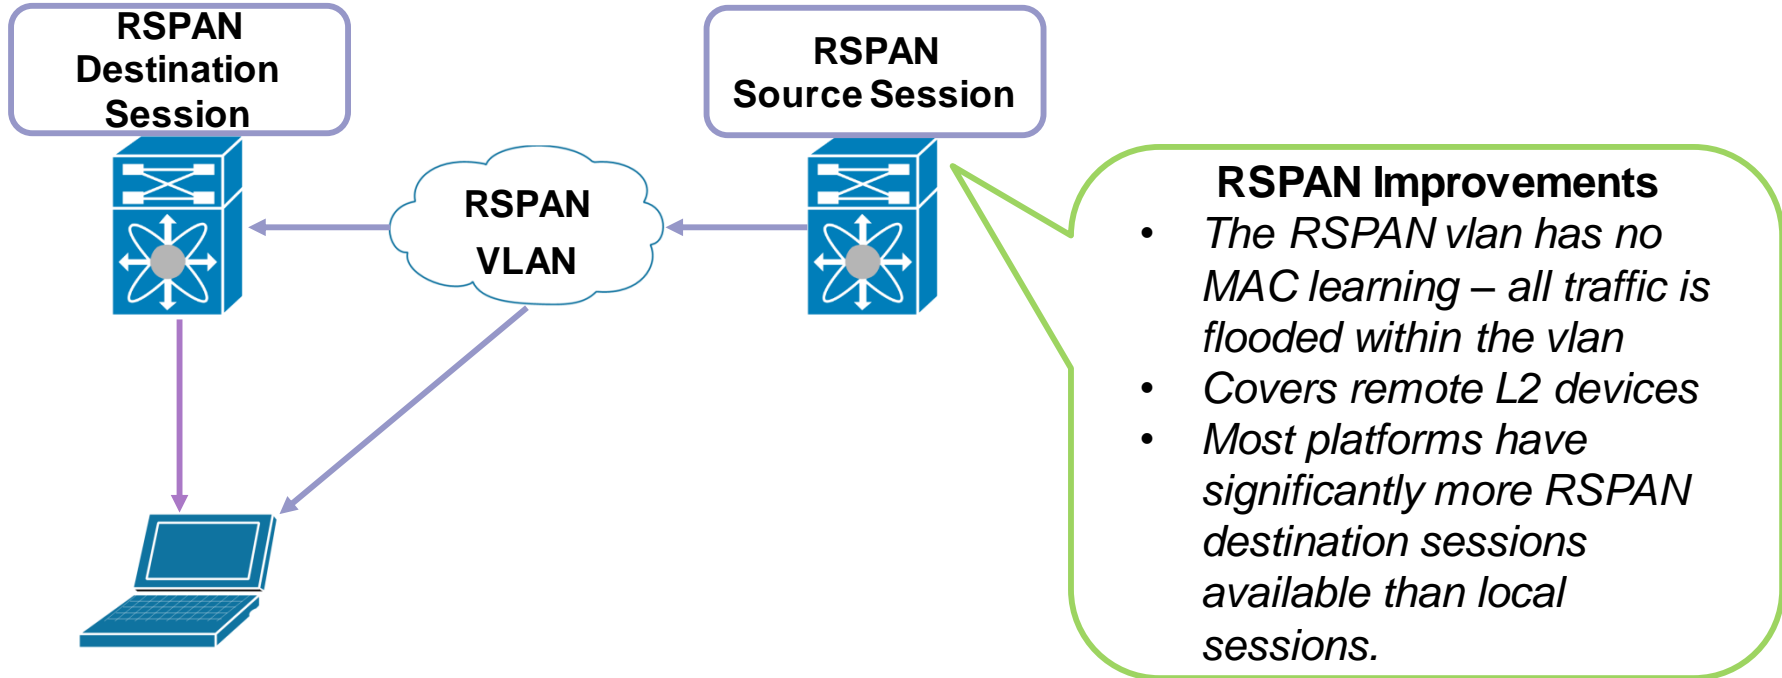 RSPAN
Destination
Session
RSPAN
Source Session
RSPAN
VLAN
RSPAN Improvements
• The RSPAN vlan has no
MAC learning – all traffic is
flooded within the vlan
• Covers remote L2 devices
• Most platforms have
significantly more RSPAN
destination sessions
available than local
sessions.